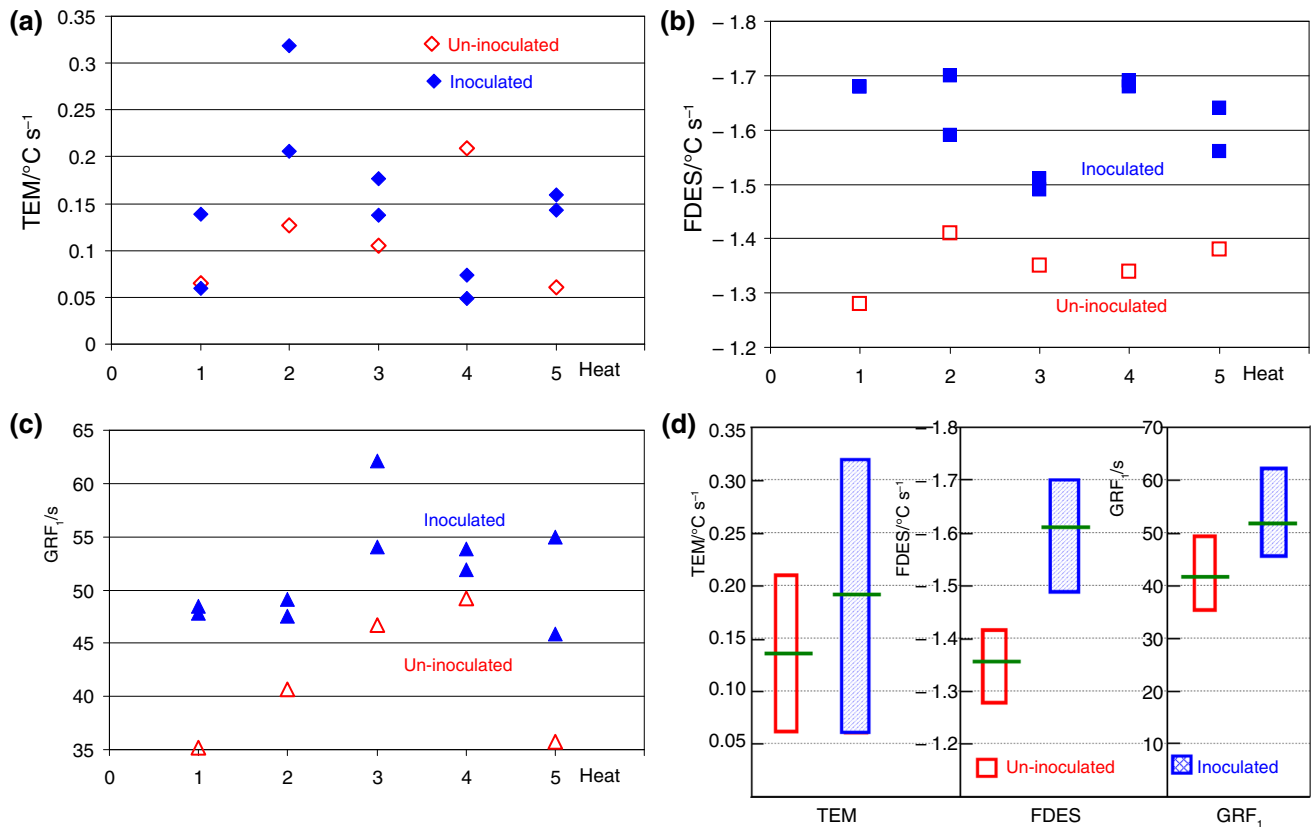 (a)
TEM/°C s⁻¹
0.35
0.3
0.25
0.2
0.15
0.1
0.05
0
Un-inoculated
Inoculated
0 1 2 3 4 5 Heat
(b)
FDES/°C s⁻¹
– 1.8
– 1.7
– 1.6
– 1.5
– 1.4
– 1.3
– 1.2
Inoculated
Un-inoculated
0 1 2 3 4 5 Heat
(c)
GRF₁/s
65
60
55
50
45
40
35
Inoculated
Un-inoculated
0 1 2 3 4 5 Heat
(d)
TEM/°C s⁻¹
0.35
0.30
0.25
0.20
0.15
0.10
0.05
FDES/°C s⁻¹
– 1.8
– 1.7
– 1.6
– 1.5
– 1.4
– 1.3
– 1.2
GRF₁/s
70
60
50
40
30
20
10
Un-inoculated
Inoculated
TEM FDES GRF₁